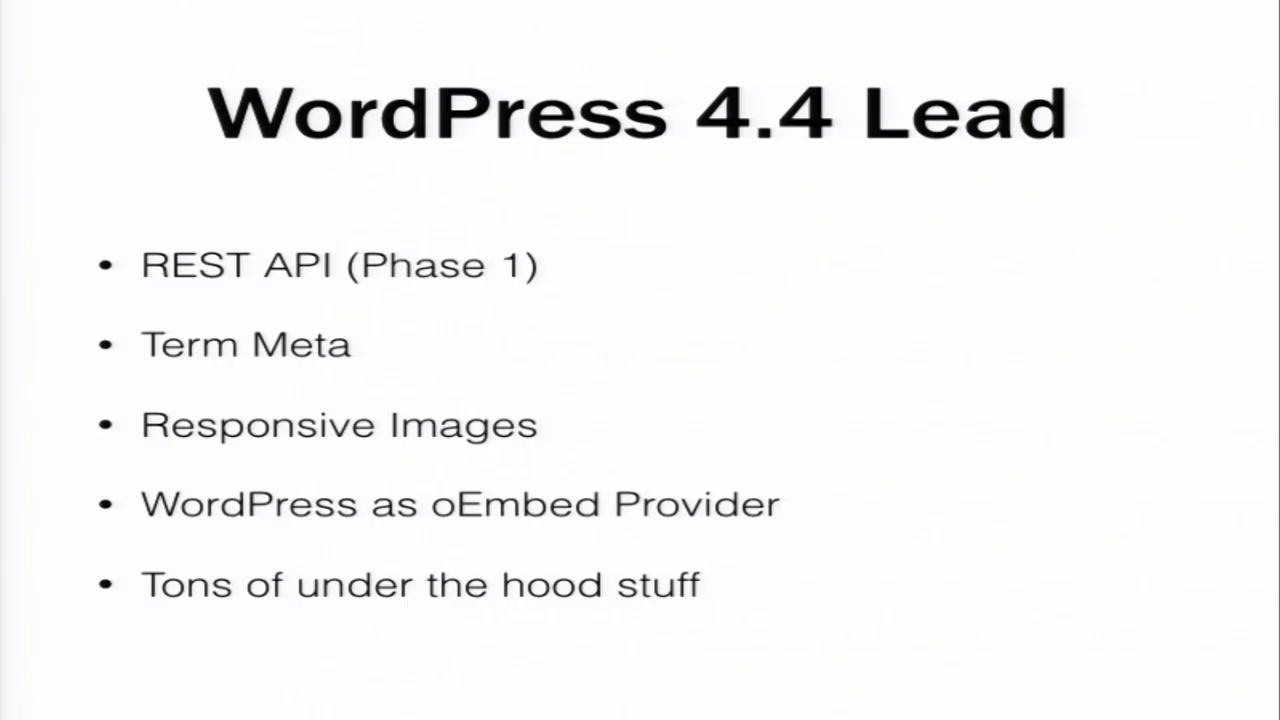 WordPress 4.4 Lead
• REST API (Phase 1)
• Term Meta
• Responsive Images
• WordPress as oEmbed Provider
• Tons of under the hood stuff